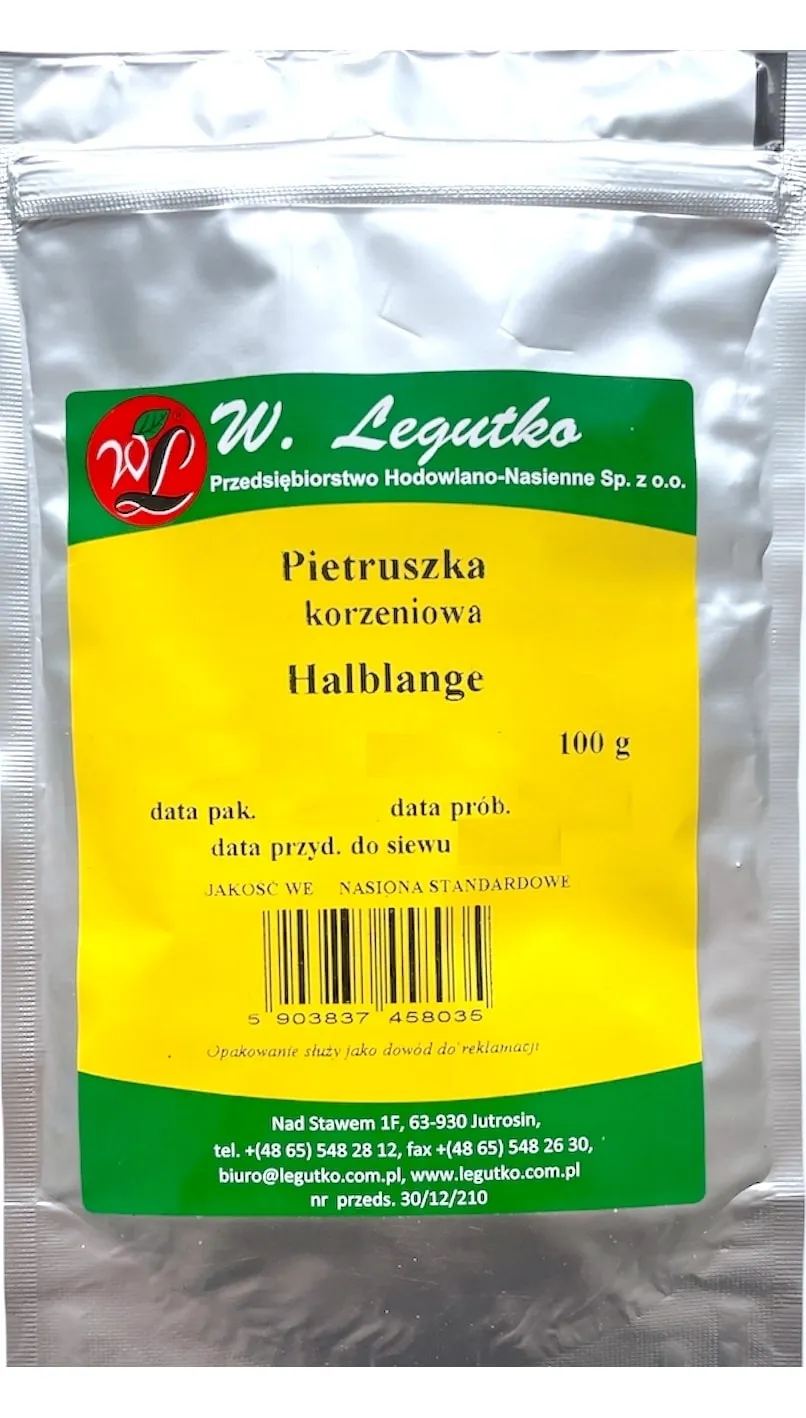 WL
W. Legutko
Przedsiębiorstwo Hodowlano-Nasienne Sp. z o.o.
Pietruszka
korzeniowa
Halblange
100 g
data pak. data prób.
data przyd. do siewu
JAKOŚĆ WE NASIONA STANDARDOWE
5 903837 458035
Opakowanie służy jako dowód do reklamacji
Nad Stawem 1F, 63-930 Jutrosin,
tel. +(48 65) 548 28 12, fax +(48 65) 548 26 30,
biuro@legutko.com.pl, www.legutko.com.pl
nr przeds. 30/12/210